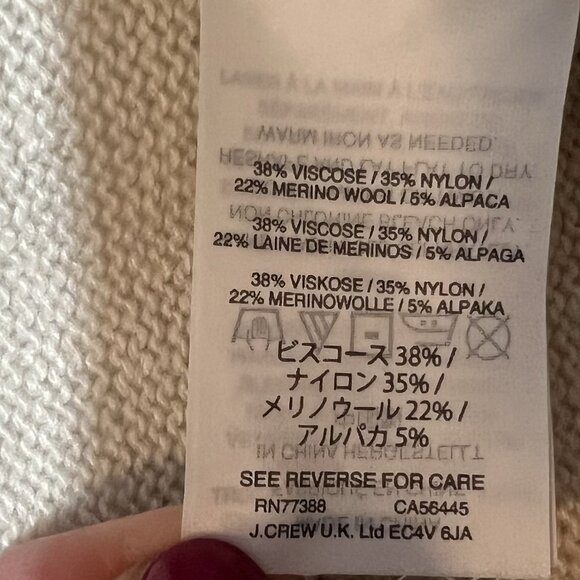 38% VISCOSE / 35% NYLON /
22% MERINO WOOL / 5% ALPACA
38% VISCOSE / 35% NYLON /
22% LAINE DE MERINOS / 5% ALPAGA
38% VISKOSE / 35% NYLON /
22% MERINOWOLLE / 5% ALPAKA
ビスコース 38% /
ナイロン 35% /
メリノウール 22% /
アルパカ 5%
SEE REVERSE FOR CARE
RN77388 CA56445
J.CREW U.K. Ltd EC4V 6JA